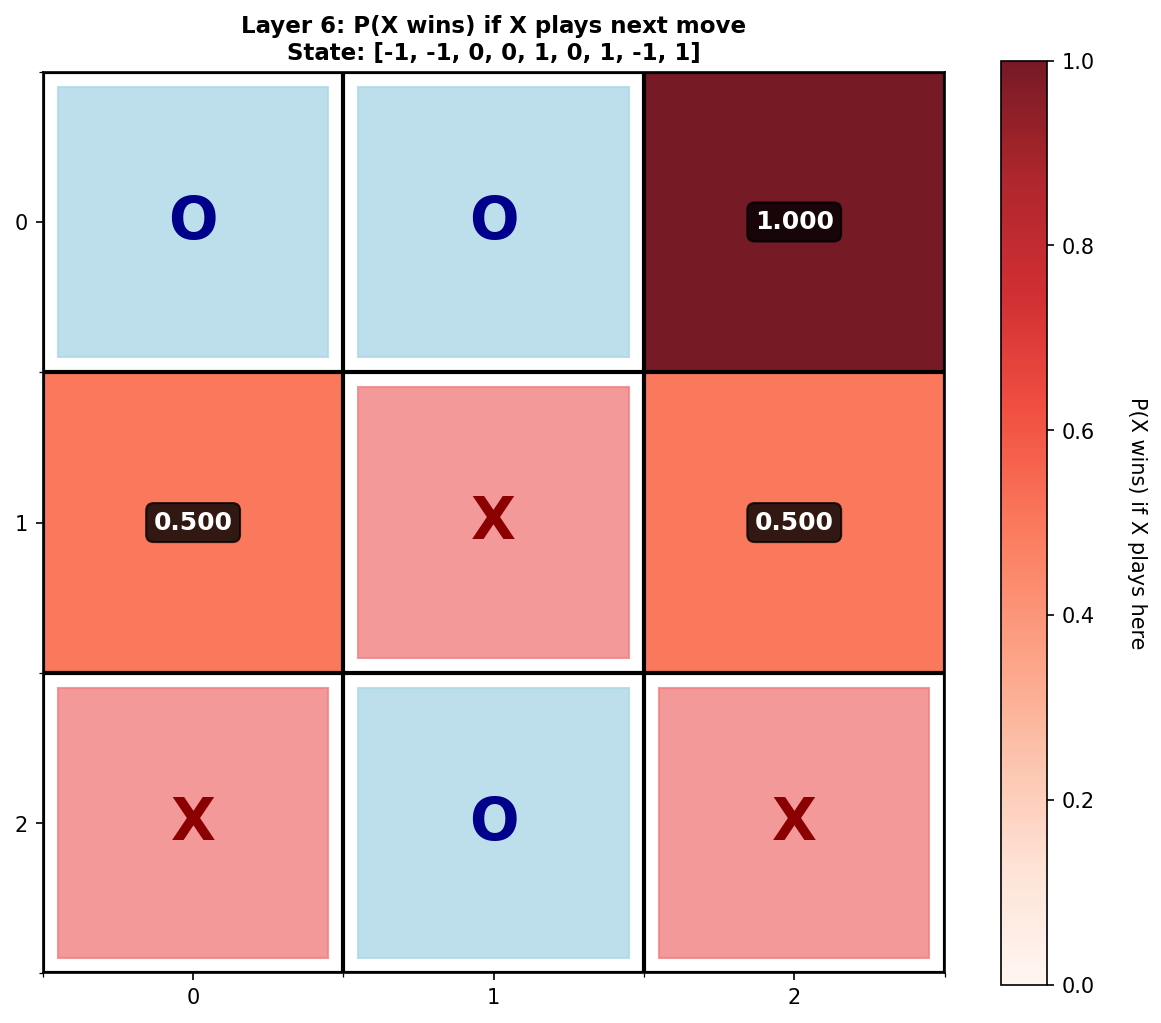 Layer 6: P(X wins) if X plays next move
State: [-1, -1, 0, 0, 1, 0, 1, -1, 1]
0
O
O
1.000
1
0.500
X
0.500
2
X
O
X
0
1
2
1.0
0.8
0.6
0.4
0.2
0.0
P(X wins) if X plays here